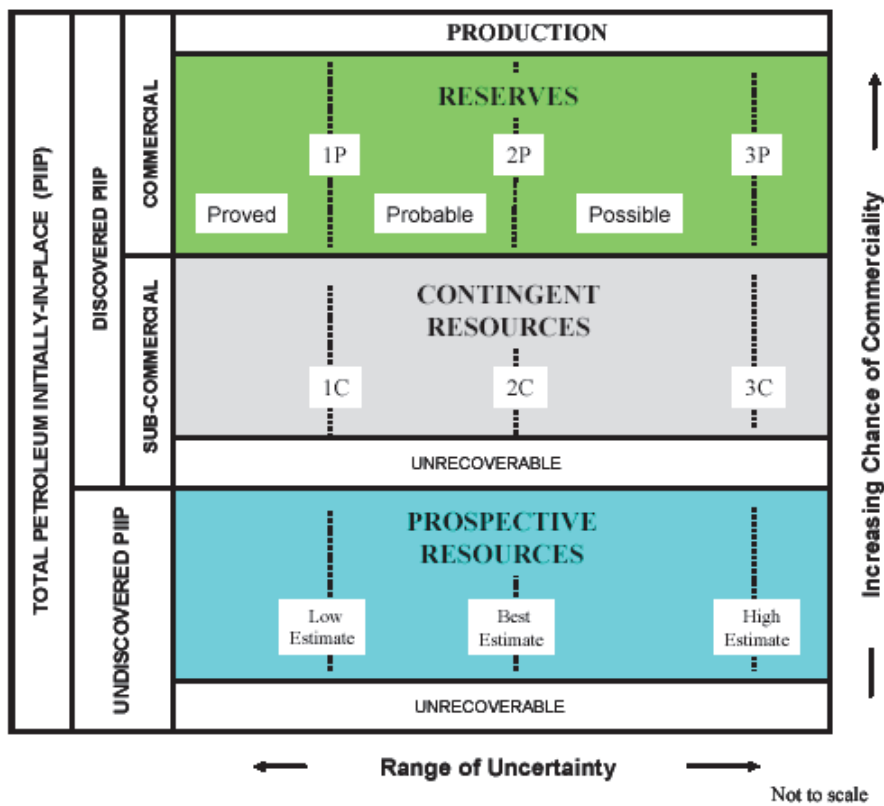 TOTAL PETROLEUM INITIALLY-IN-PLACE (PIIP)
DISCOVERED PIIP
UNDISCOVERED PIIP
COMMERCIAL
SUB-COMMERCIAL
PRODUCTION
RESERVES
1P 2P 3P
Proved Probable Possible
CONTINGENT
RESOURCES
1C 2C 3C
UNRECOVERABLE
PROSPECTIVE
RESOURCES
Low
Estimate
Best
Estimate
High
Estimate
UNRECOVERABLE
Increasing Chance of Commerciality
Range of Uncertainty
Not to scale